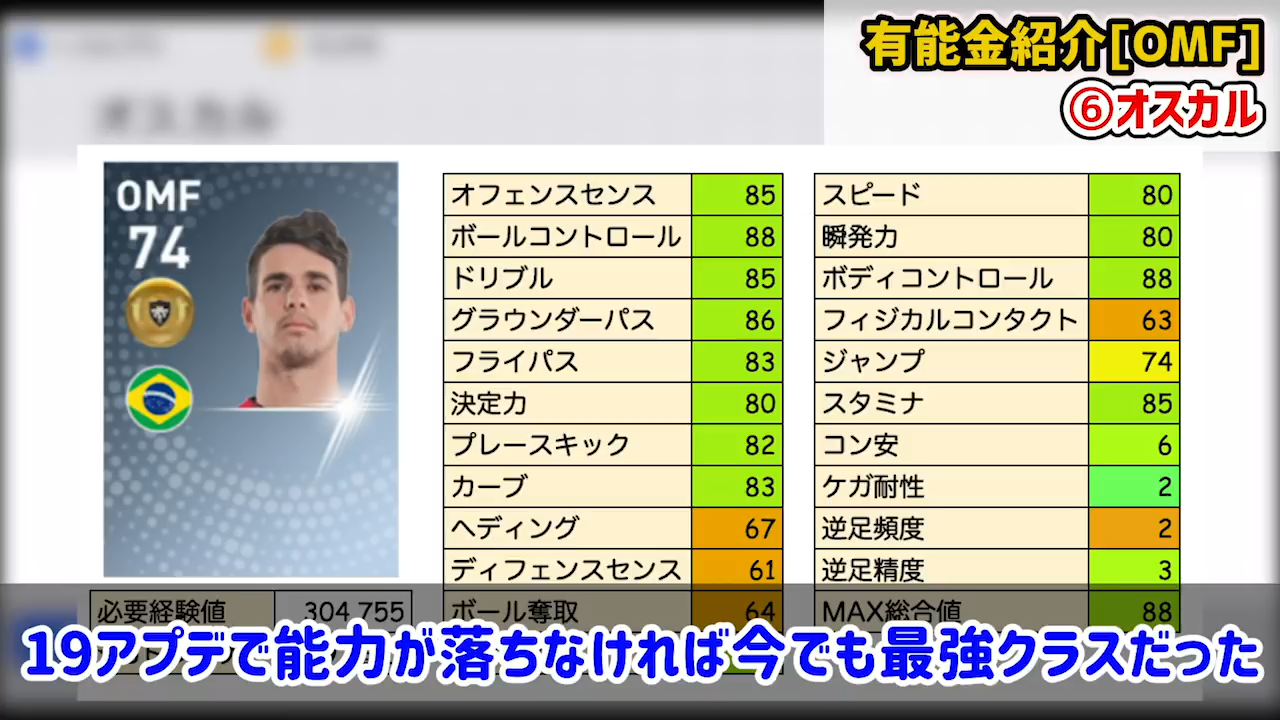 有能金紹介[OMF]
⑥オスカル
オスカル
OMF
74
オフェンスセンス 85
ボールコントロール 88
ドリブル 85
グラウンダーパス 86
フライパス 83
決定力 80
プレースキック 82
カーブ 83
ヘディング 67
ディフェンスセンス 61
ボール奪取 64
スピード 80
瞬発力 80
ボディコントロール 88
フィジカルコンタクト 63
ジャンプ 74
スタミナ 85
コン安 6
ケガ耐性 2
逆足頻度 2
逆足精度 3
MAX総合値 88
必要経験値 304 755
19アプデで能力が落ちなければ今でも最強クラスだった